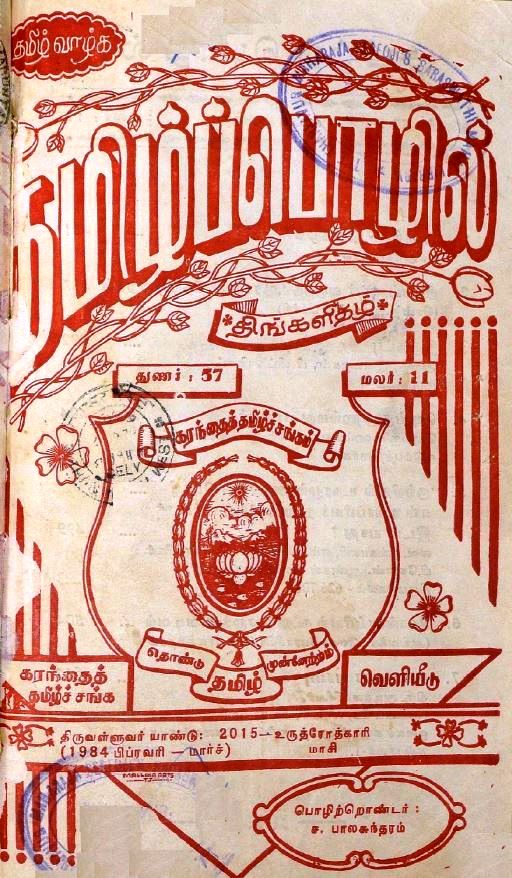 தமிழ் வாழ்க
தமிழ்ப்பொழில்
திங்களிதழ்
துணர் : 57
மலர் : 11
கரந்தைத்தமிழ்ச்சங்கம்
தொண்டு
தமிழ்
முன்னேற்றம்
கரந்தைத்
தமிழ்ச் சங்க
வெளியீடு
திருவள்ளுவர் யாண்டு: 2015—உருத்ரோத்காரி
(1984 பிப்ரவரி — மார்ச்) மாசி
பொழிற்றொண்டர் :
ச. பாலசுந்தரம்